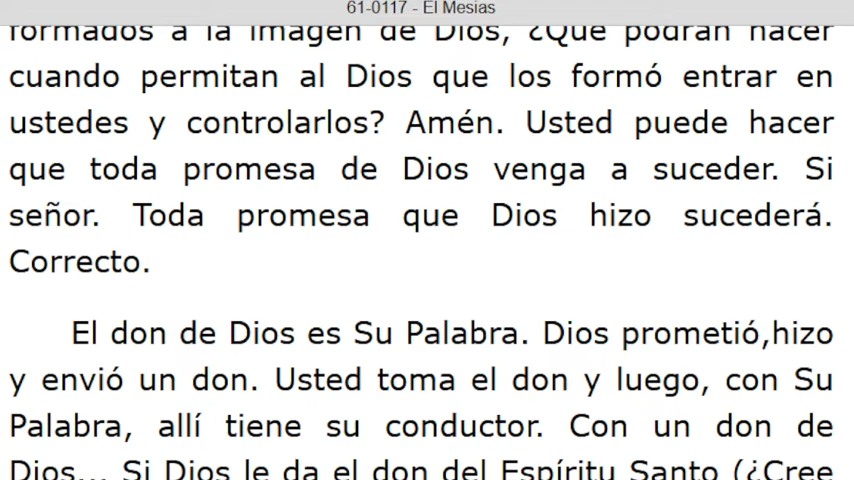 61-0117 - El Mesias
formados a la imagen de Dios, ¿Qué podrán hacer
cuando permitan al Dios que los formó entrar en
ustedes y controlarlos? Amén. Usted puede hacer
que toda promesa de Dios venga a suceder. Si
señor. Toda promesa que Dios hizo sucederá.
Correcto.
El don de Dios es Su Palabra. Dios prometió,hizo
y envió un don. Usted toma el don y luego, con Su
Palabra, allí tiene su conductor. Con un don de
Dios... Si Dios le da el don del Espíritu Santo (¿Cree